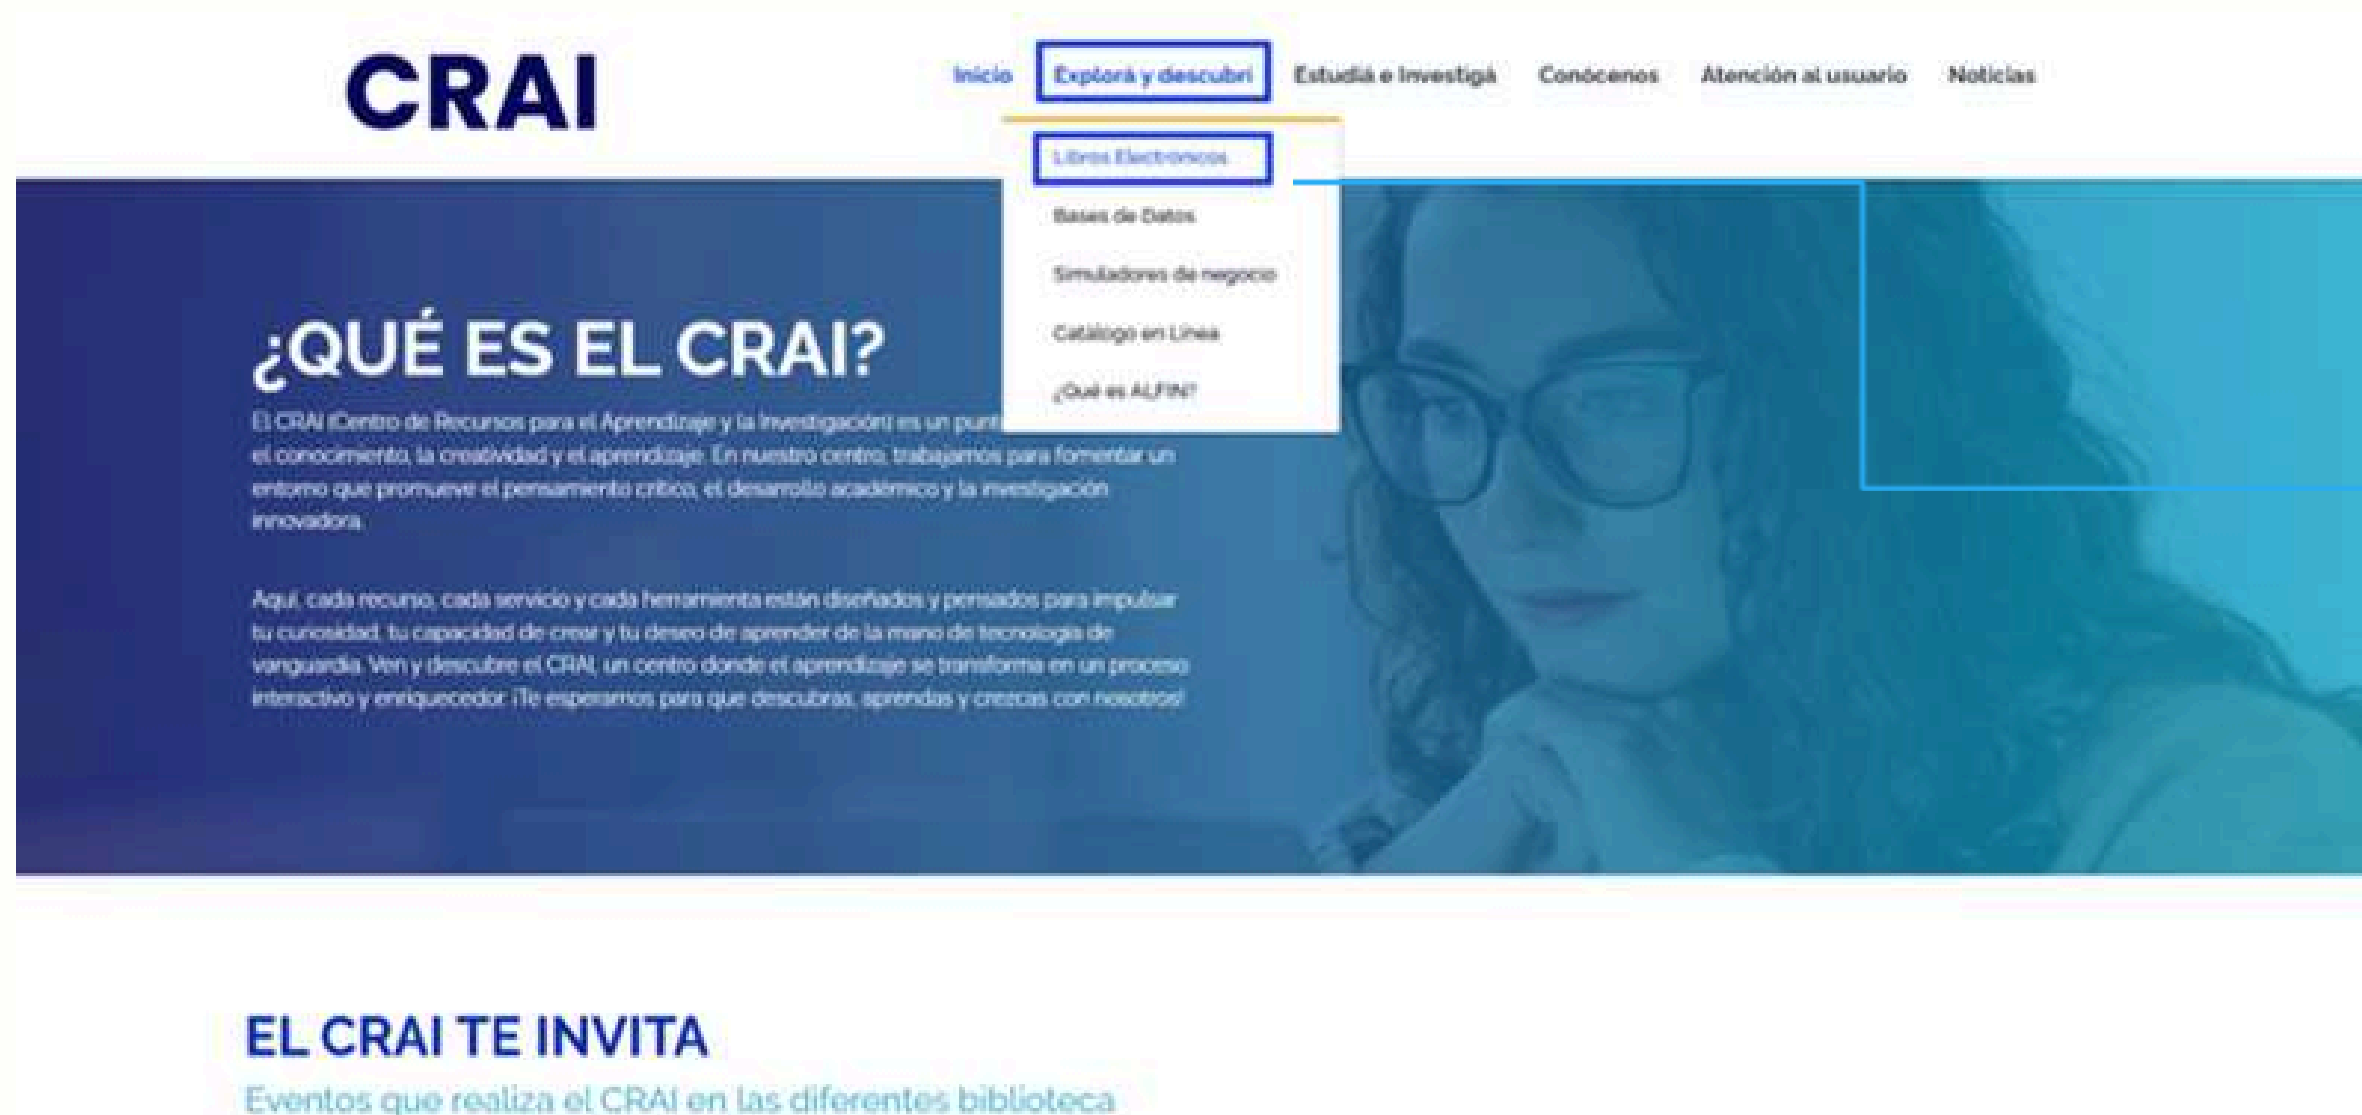 CRAI
Inicio Explorá y descubrí Estudiá e Investigá Conócenos Atención al usuario Noticias
Libros Electrónicos
Bases de Datos
Simuladores de negocio
Catálogo en Línea
¿Qué es ALFIN?
¿QUÉ ES EL CRAI?
El CRAI (Centro de Recursos para el Aprendizaje y la Investigación) es un punt
el conocimiento, la creatividad y el aprendizaje. En nuestro centro, trabajamos para fomentar un
entorno que promueve el pensamiento crítico, el desarrollo académico y la investigación
innovadora.
Aquí, cada recurso, cada servicio y cada herramienta están diseñados y pensados para impulsar
tu curiosidad, tu capacidad de crear y tu deseo de aprender de la mano de tecnología de
vanguardia. Ven y descubre el CRAI, un centro donde el aprendizaje se transforma en un proceso
interactivo y enriquecedor. ¡Te esperamos para que descubras, aprendas y crezcas con nosotros!
EL CRAI TE INVITA
Eventos que realiza el CRAI en las diferentes biblioteca